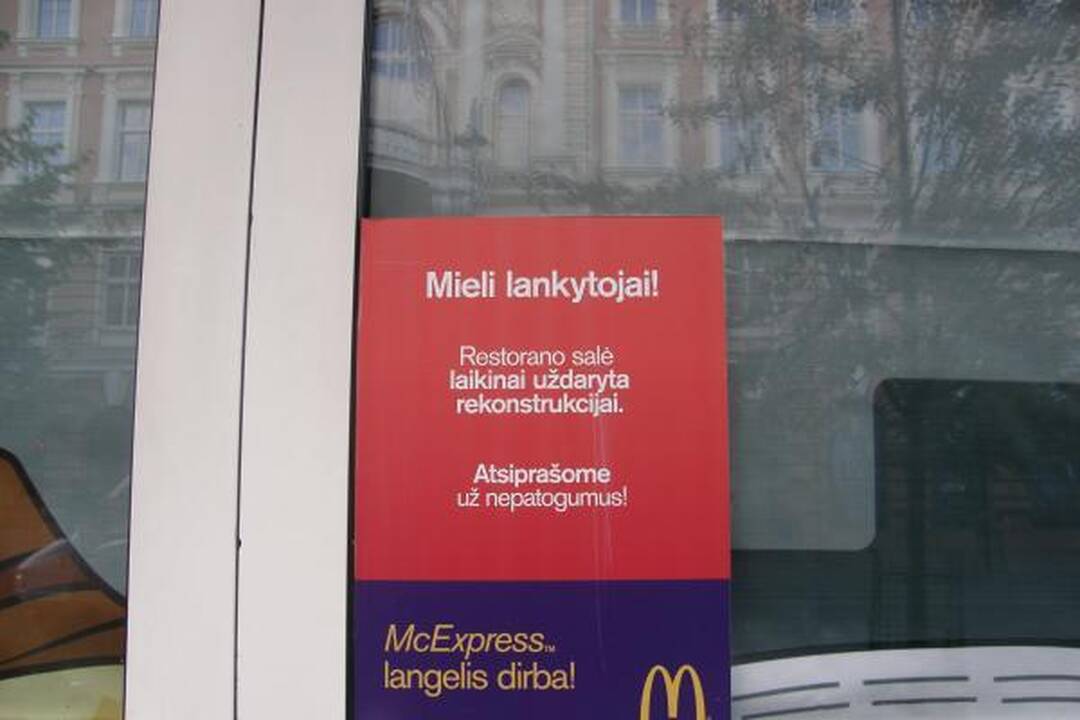 Mieli lankytojai!
Restorano salė
laikinai uždaryta
rekonstrukcijai.
Atsiprašome
už nepatogumus!
McExpress™
langelis dirba!